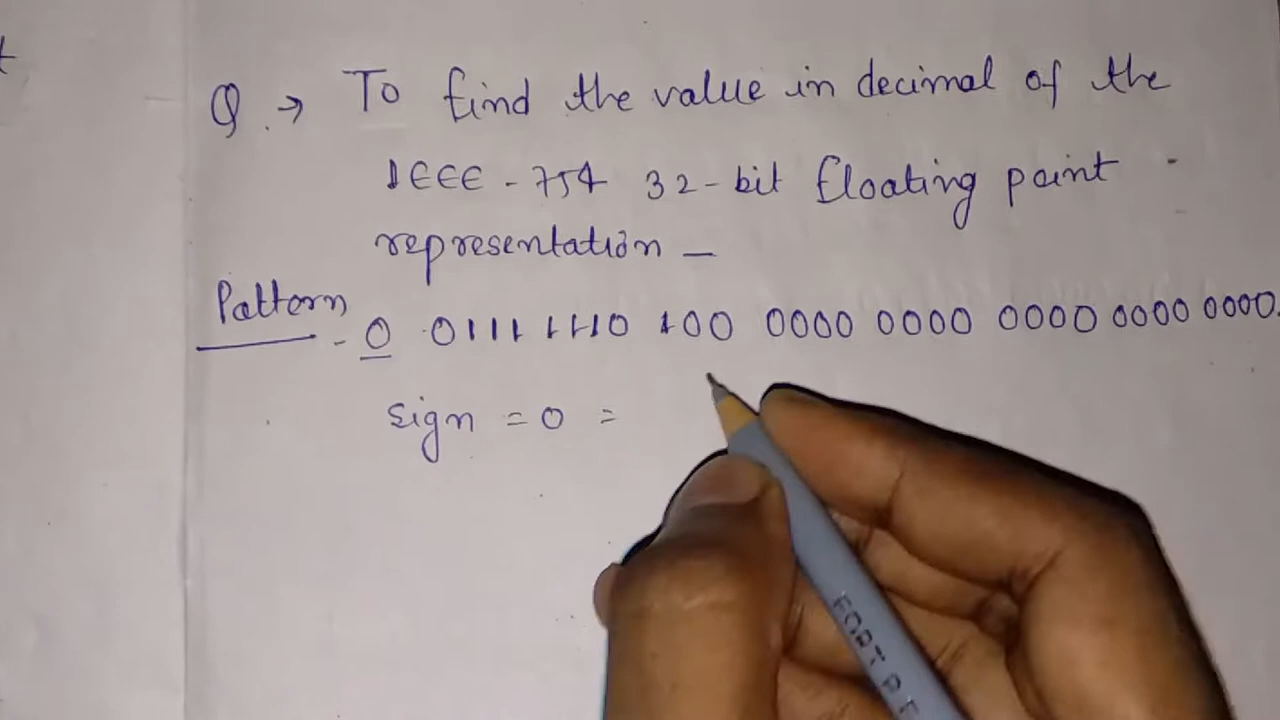 Q.→ To find the value in decimal of the
IEEE - 754 32-bit floating point
representation —
Pattern - 0 0111 1110 100 0000 0000 0000 0000 0000.
sign = 0 =